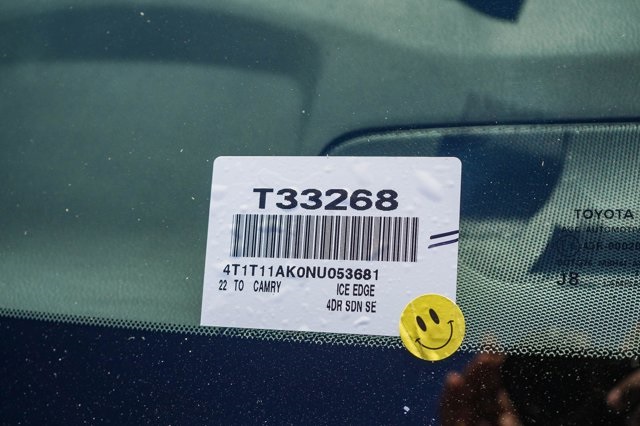 T33268
4T1T11AK0NU053681
22 TO CAMRY ICE EDGE
4DR SDN SE
TOYOTA
J8